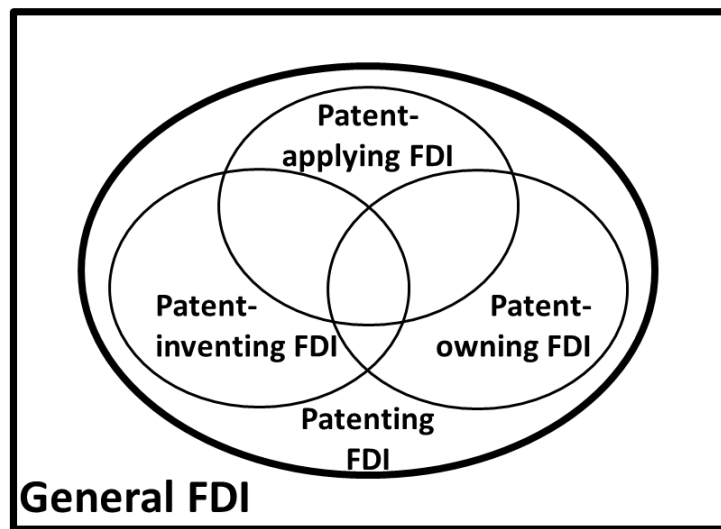 Patent-
applying FDI
Patent-
inventing FDI
Patent-
owning FDI
Patenting
FDI
General FDI